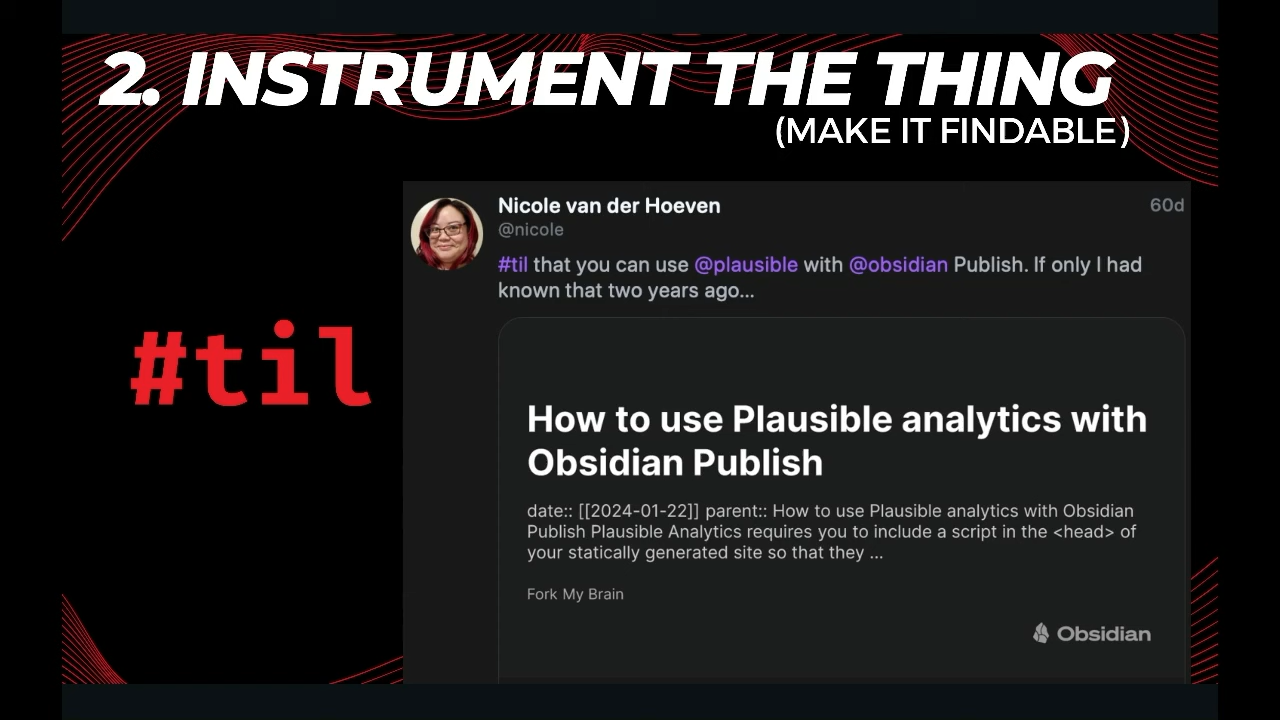 2. INSTRUMENT THE THING
(MAKE IT FINDABLE)
#til
Nicole van der Hoeven
60d
@nicole
#til that you can use @plausible with @obsidian Publish. If only I had
known that two years ago...
How to use Plausible analytics with
Obsidian Publish
date:: [[2024-01-22]] parent:: How to use Plausible analytics with Obsidian
Publish Plausible Analytics requires you to include a script in the <head> of
your statically generated site so that they ...
Fork My Brain
Obsidian